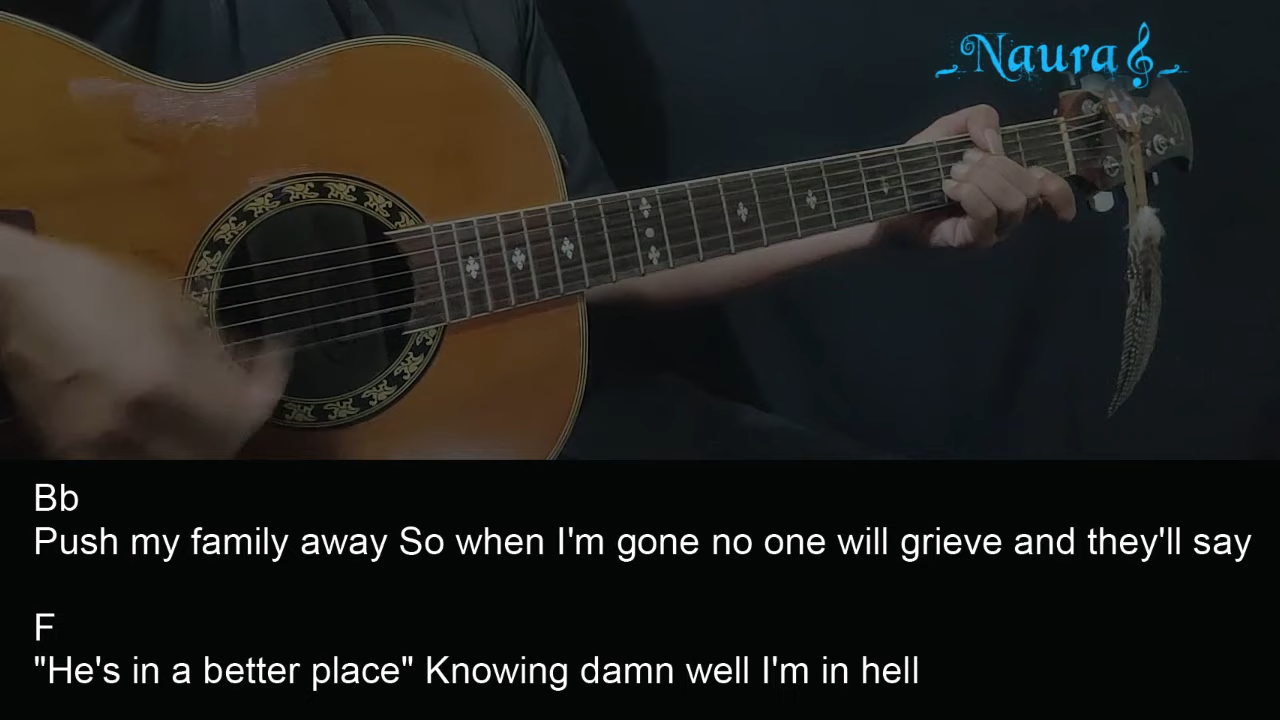 Naura
Bb
Push my family away So when I'm gone no one will grieve and they'll say
F
"He's in a better place" Knowing damn well I'm in hell